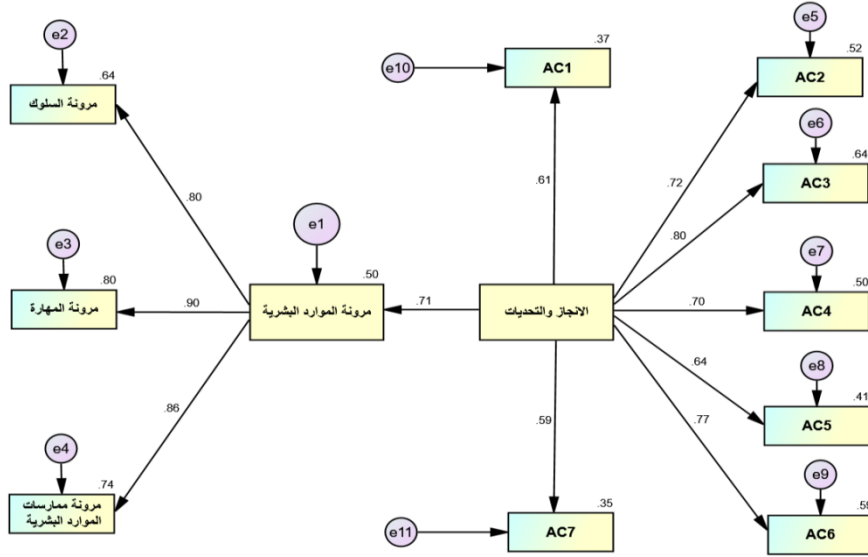 e2
.64
مرونة السلوك
.80
e3
.80
مرونة المهارة
.90
e4
.74
مرونة ممارسات
الموارد البشرية
.86
e1
.50
مرونة الموارد البشرية
.71
الانجاز والتحديات
e10
.37
AC1
.61
e11
.35
AC7
.59
e5
.52
AC2
.72
e6
.64
AC3
.80
e7
.50
AC4
.70
e8
.41
AC5
.64
e9
.59
AC6
.77